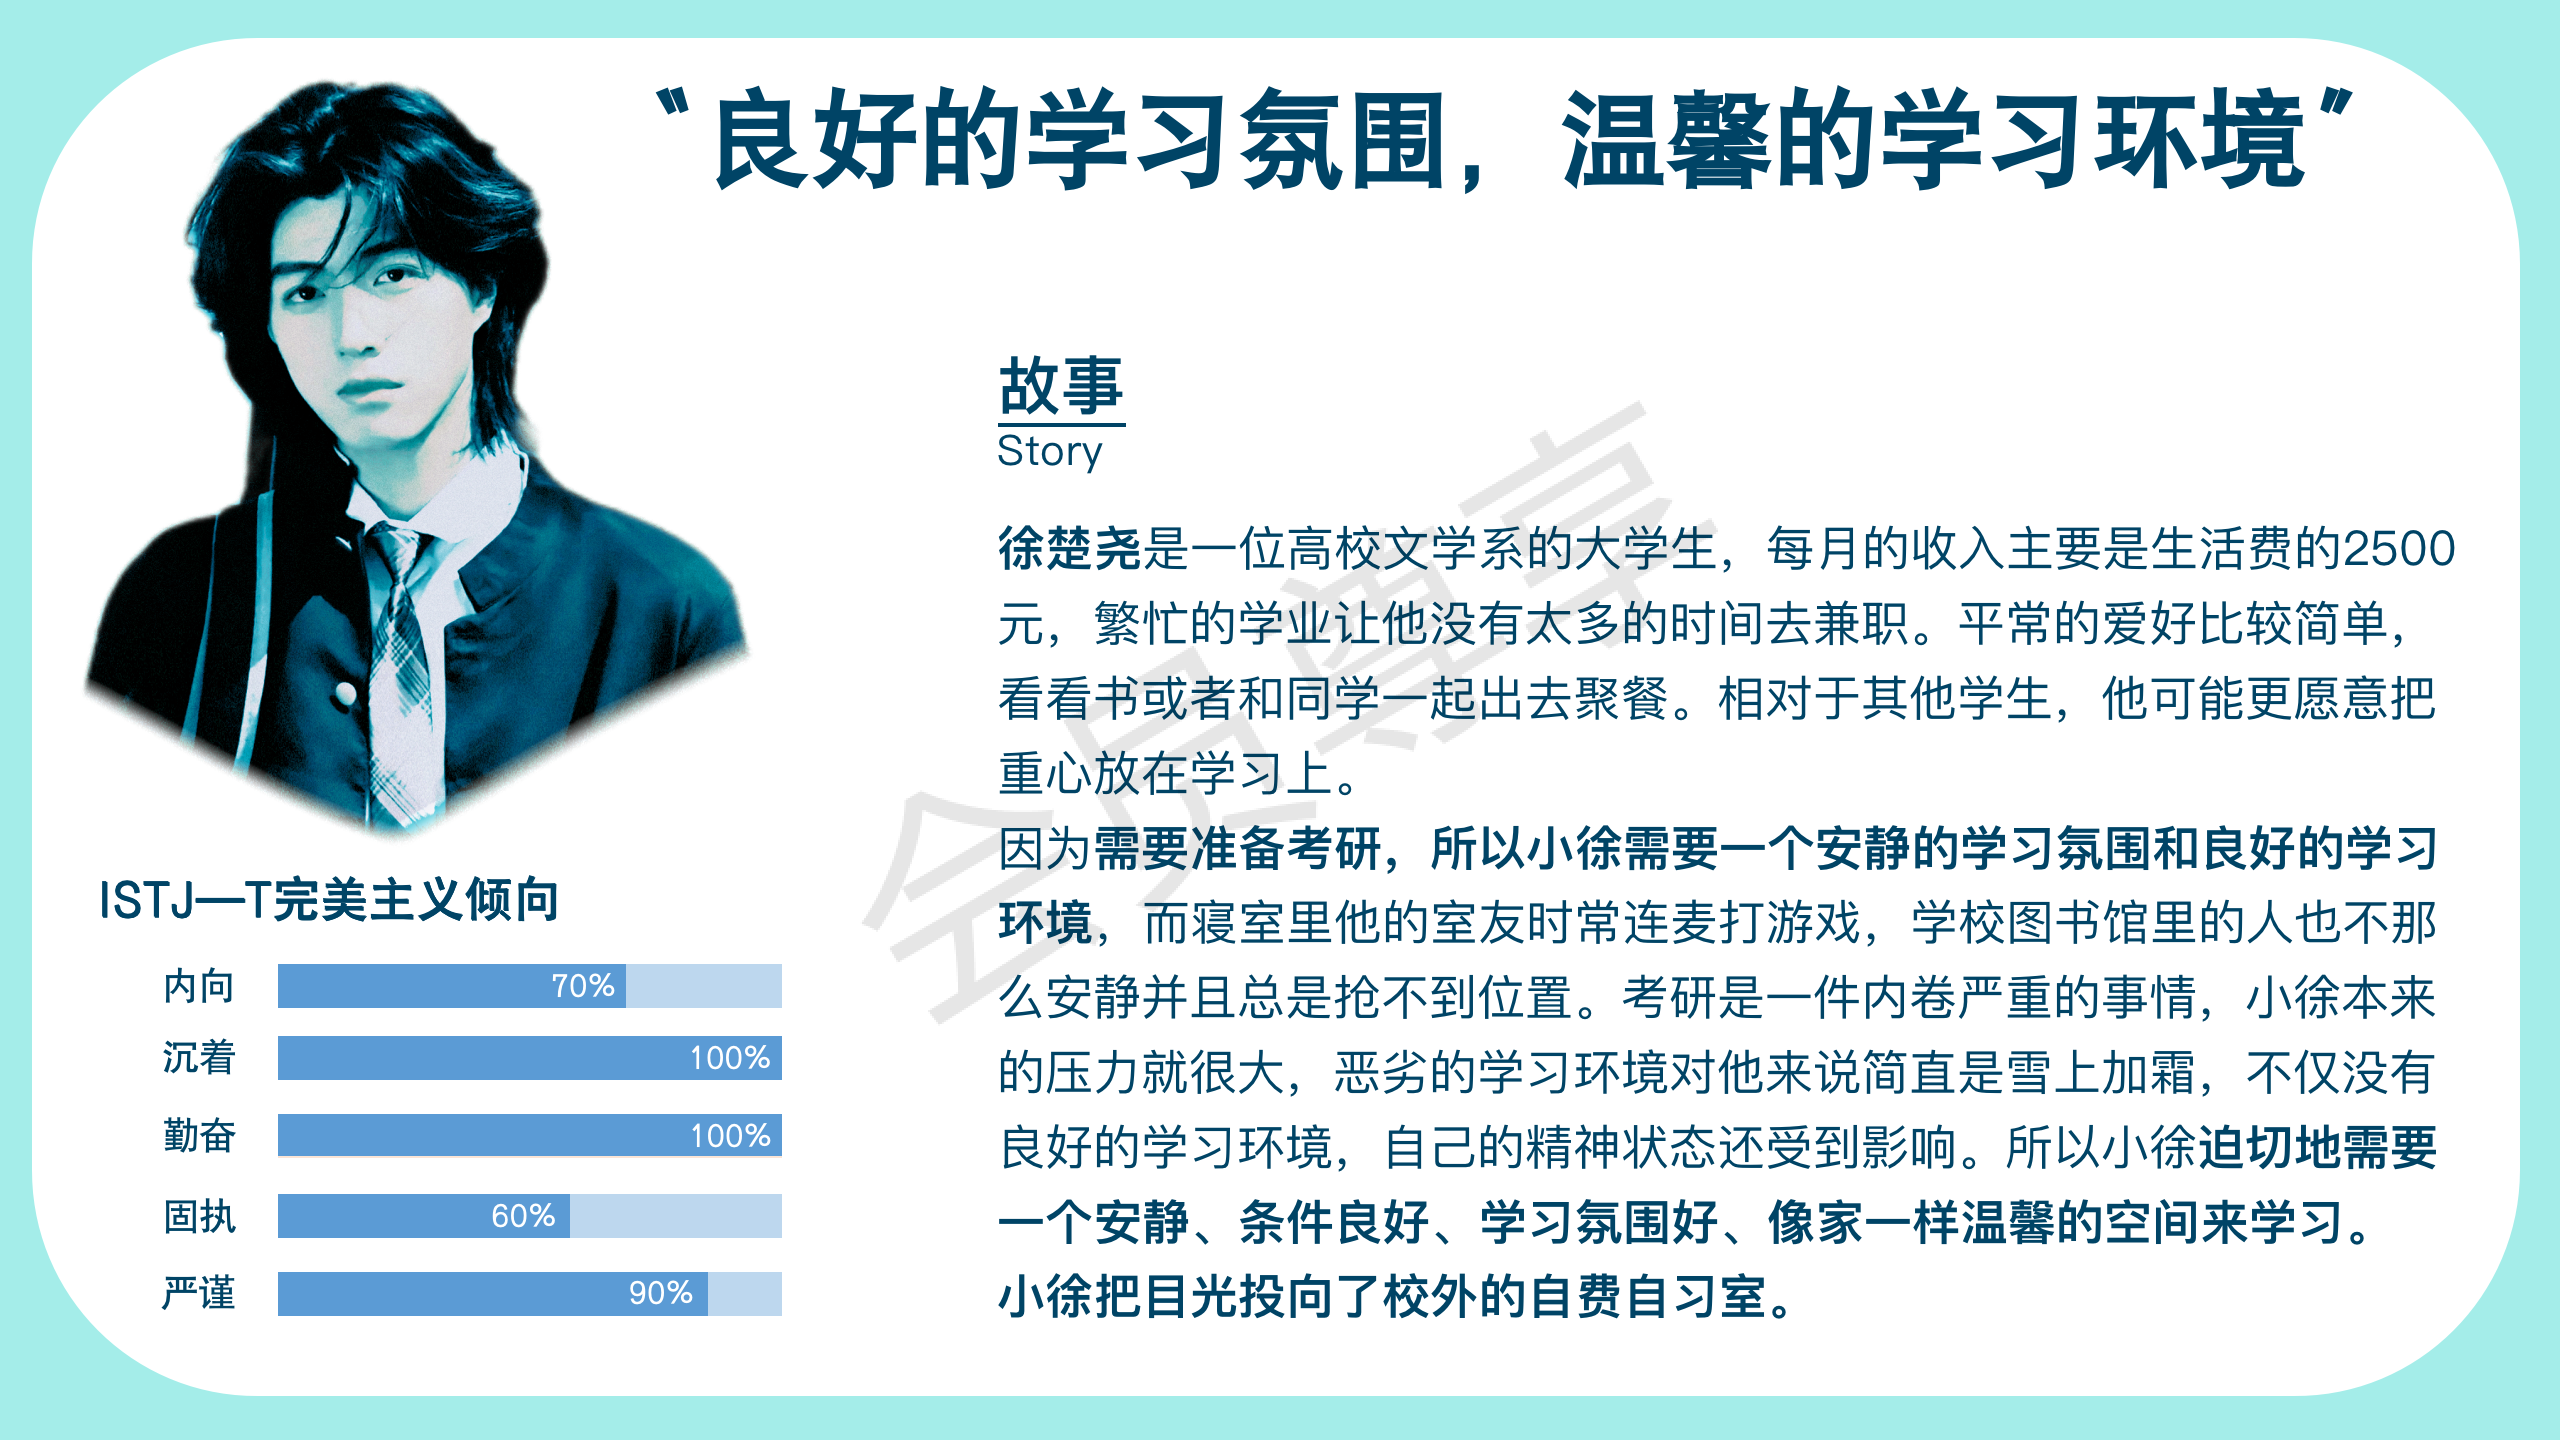 “良好的学习氛围，温馨的学习环境”
故事
Story
徐楚尧是一位高校文学系的大学生，每月的收入主要是生活费的2500
元，繁忙的学业让他没有太多的时间去兼职。平常的爱好比较简单，
看看书或者和同学一起出去聚餐。相对于其他学生，他可能更愿意把
重心放在学习上。
因为需要准备考研，所以小徐需要一个安静的学习氛围和良好的学习
环境，而寝室里他的室友时常连麦打游戏，学校图书馆里的人也不那
么安静并且总是抢不到位置。考研是一件内卷严重的事情，小徐本来
的压力就很大，恶劣的学习环境对他来说简直是雪上加霜，不仅没有
良好的学习环境，自己的精神状态还受到影响。所以小徐迫切地需要
一个安静、条件良好、学习氛围好、像家一样温馨的空间来学习。
小徐把目光投向了校外的自费自习室。
ISTJ—T完美主义倾向
内向 70%
沉着 100%
勤奋 100%
固执 60%
严谨 90%
会员尊享